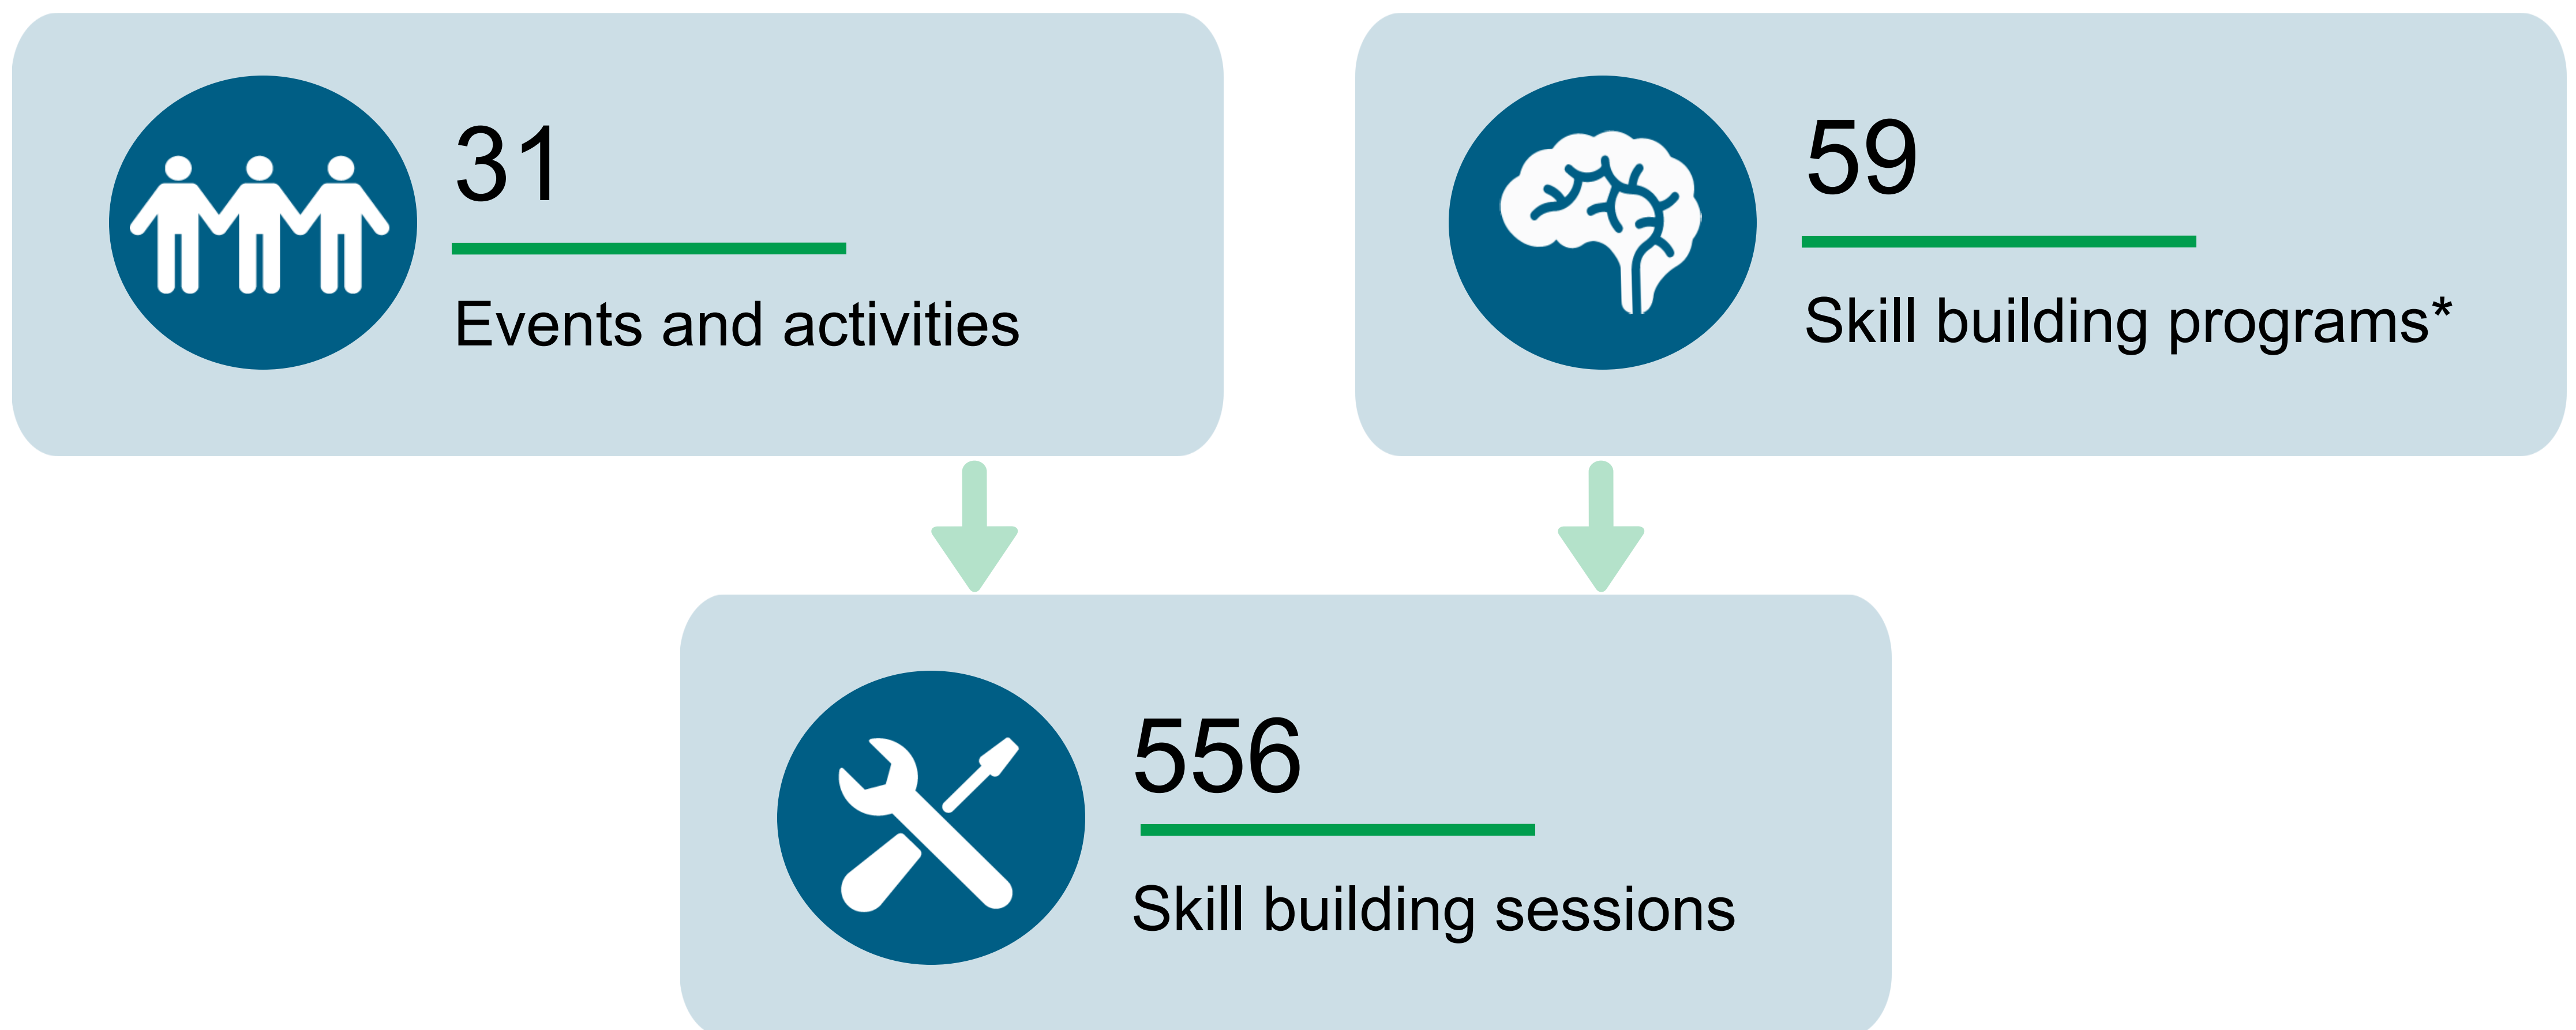 31
Events and activities
59
Skill building programs*
556
Skill building sessions